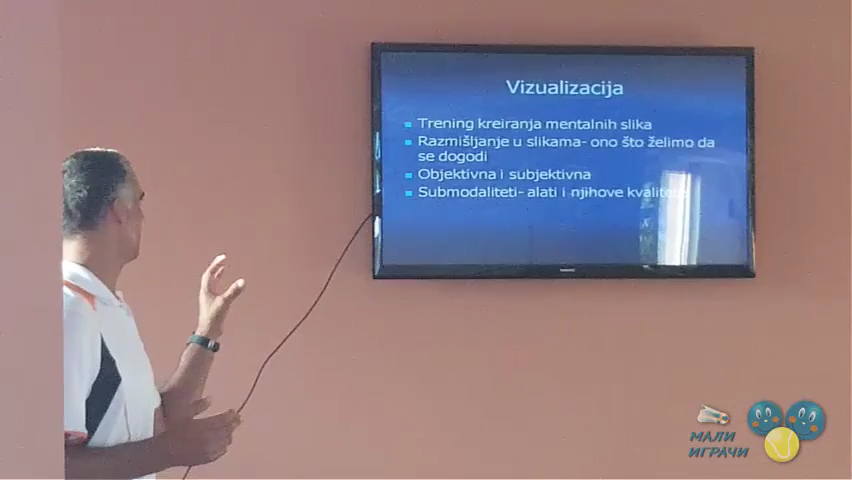 Vizualizacija
Trening kreiranja mentalnih slika
Razmišljanje u slikama- ono što želimo da
se dogodi
Objektivna i subjektivna
Submodaliteti- alati i njihove kvalitete
МАЛИ
ИГРАЧИ